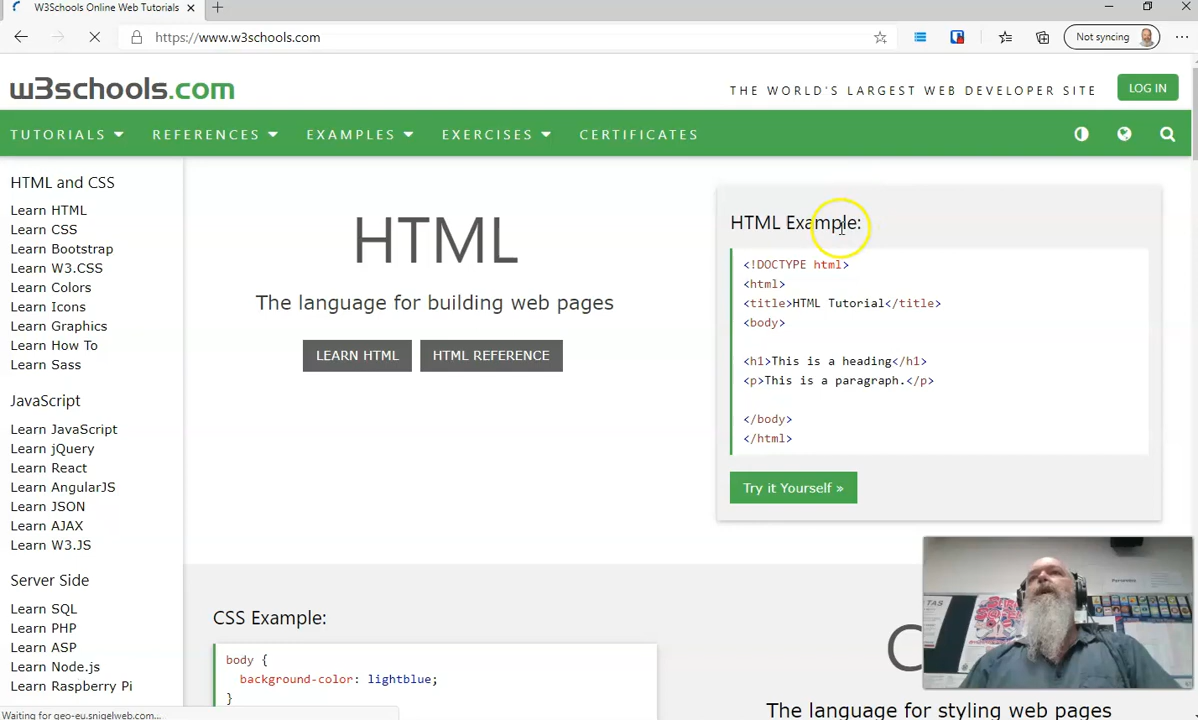 W3Schools Online Web Tutorials
https://www.w3schools.com
Not syncing
w3schools.com
THE WORLD'S LARGEST WEB DEVELOPER SITE
LOG IN
TUTORIALS
REFERENCES
EXAMPLES
EXERCISES
CERTIFICATES
HTML and CSS
Learn HTML
Learn CSS
Learn Bootstrap
Learn W3.CSS
Learn Colors
Learn Icons
Learn Graphics
Learn How To
Learn Sass
JavaScript
Learn JavaScript
Learn jQuery
Learn React
Learn AngularJS
Learn JSON
Learn AJAX
Learn W3.JS
Server Side
Learn SQL
Learn PHP
Learn ASP
Learn Node.js
Learn Raspberry Pi
HTML
The language for building web pages
LEARN HTML
HTML REFERENCE
HTML Example:
<!DOCTYPE html>
<html>
<title>HTML Tutorial</title>
<body>
<h1>This is a heading</h1>
<p>This is a paragraph.</p>
</body>
</html>
Try it Yourself »
CSS Example:
body {
background-color: lightblue;
}
C
The language for styling web pages
TAS
Waiting for geo-eu.snigelweb.com...